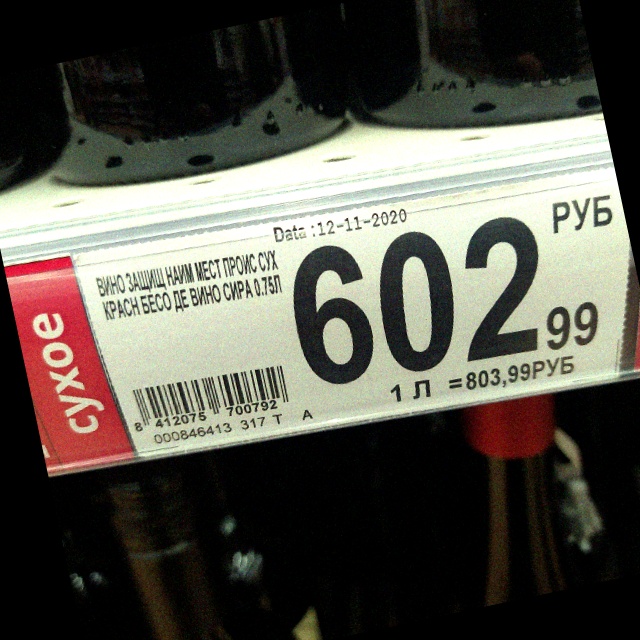 Data :12-11-2020
ВИНО ЗАЩИЩ НАИМ МЕСТ ПРОИС СУХ
КРАСН БЕСО ДЕ ВИНО СИРА 0.75Л
602 99
РУБ
1 Л =803,99РУБ
8 412075 700792
000846413 317 T A
сухое